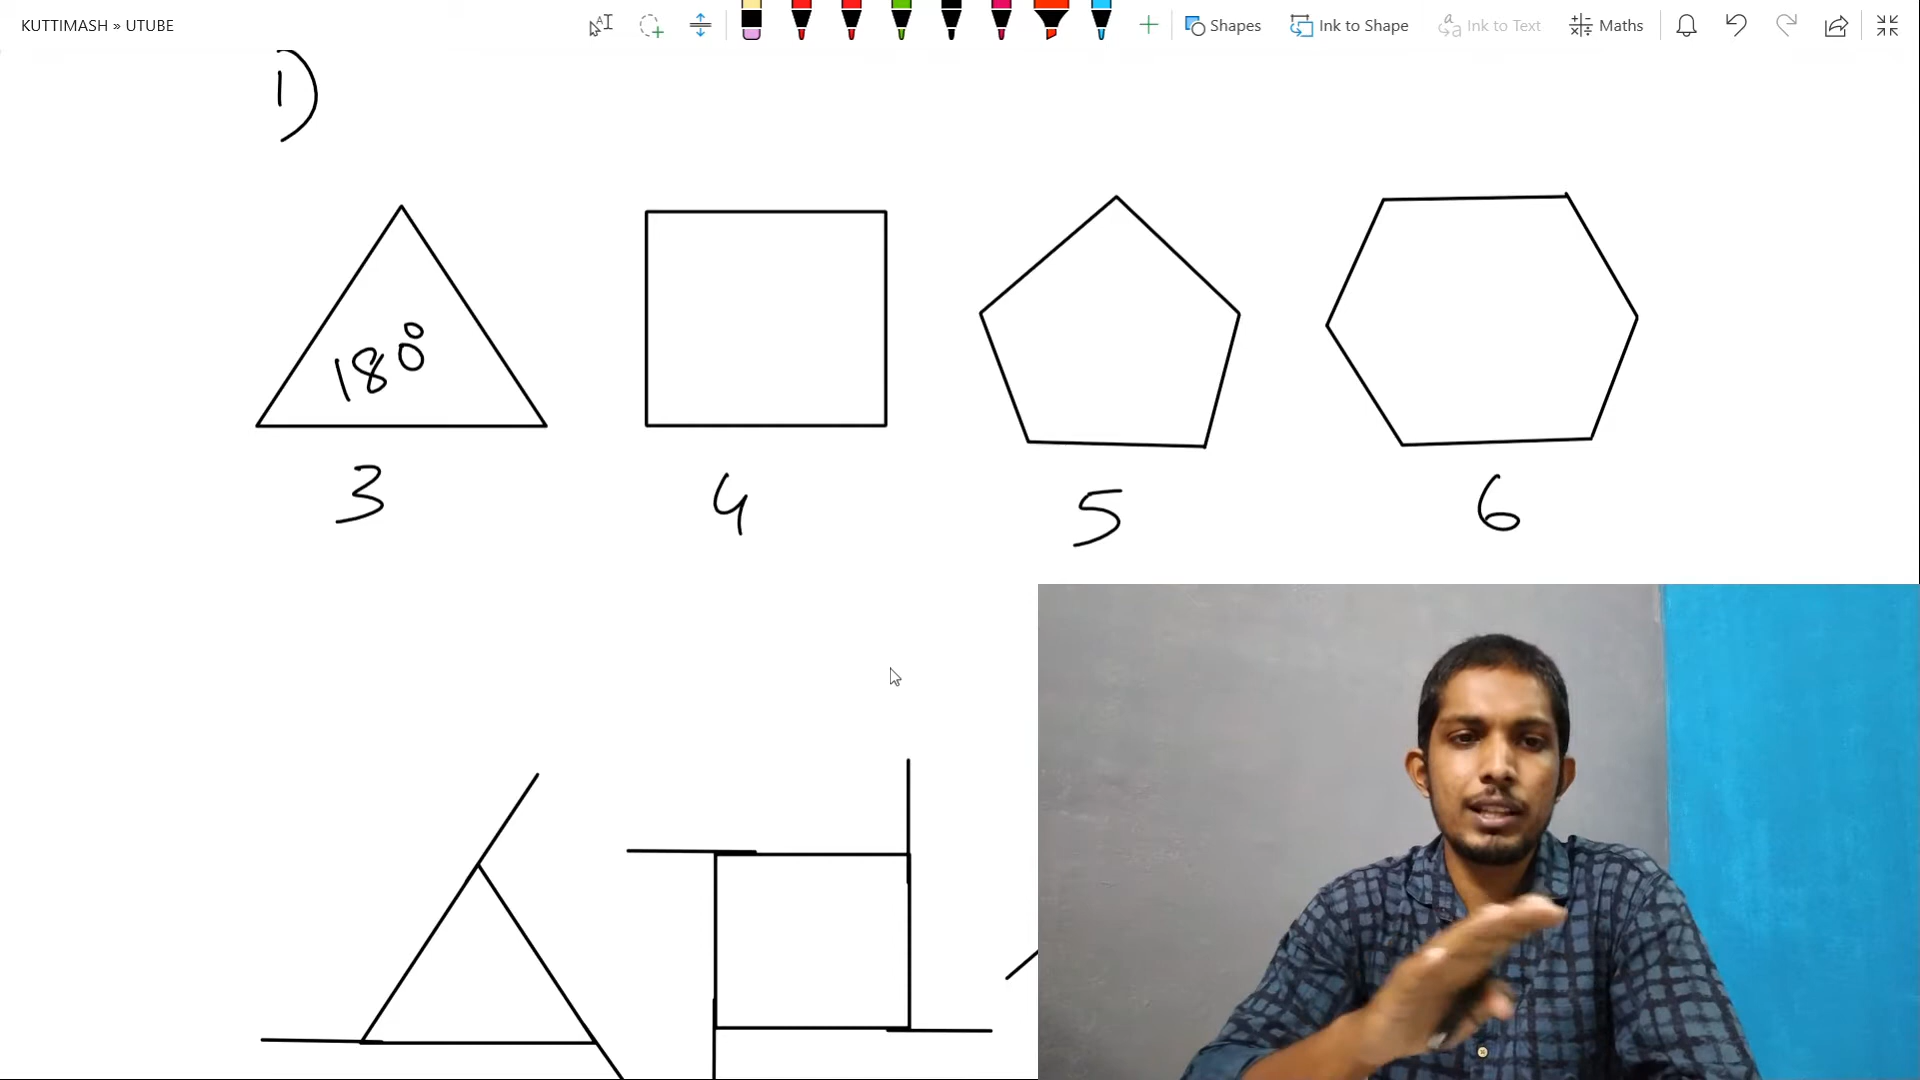 KUTTIMASH » UTUBE
Shapes
Ink to Shape
Ink to Text
Maths
1)
180°
3
4
5
6